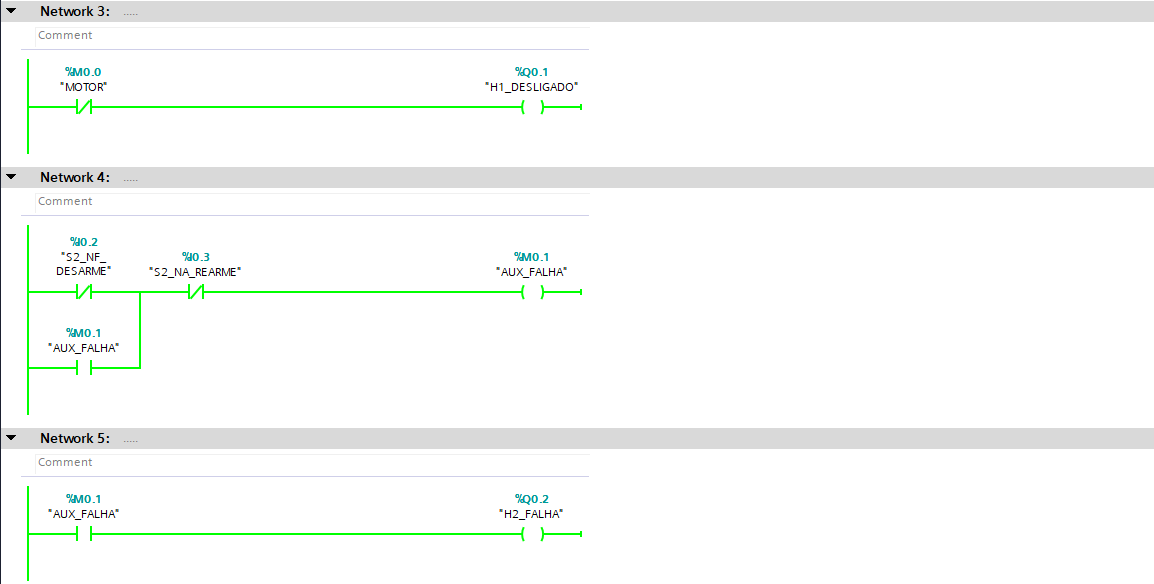 Network 3: .....
Comment
%M0.0
"MOTOR"
%Q0.1
"H1_DESLIGADO"
Network 4: .....
Comment
%I0.2
"S2_NF_
DESARME"
%I0.3
"S2_NA_REARME"
%M0.1
"AUX_FALHA"
%M0.1
"AUX_FALHA"
Network 5: .....
Comment
%M0.1
"AUX_FALHA"
%Q0.2
"H2_FALHA"